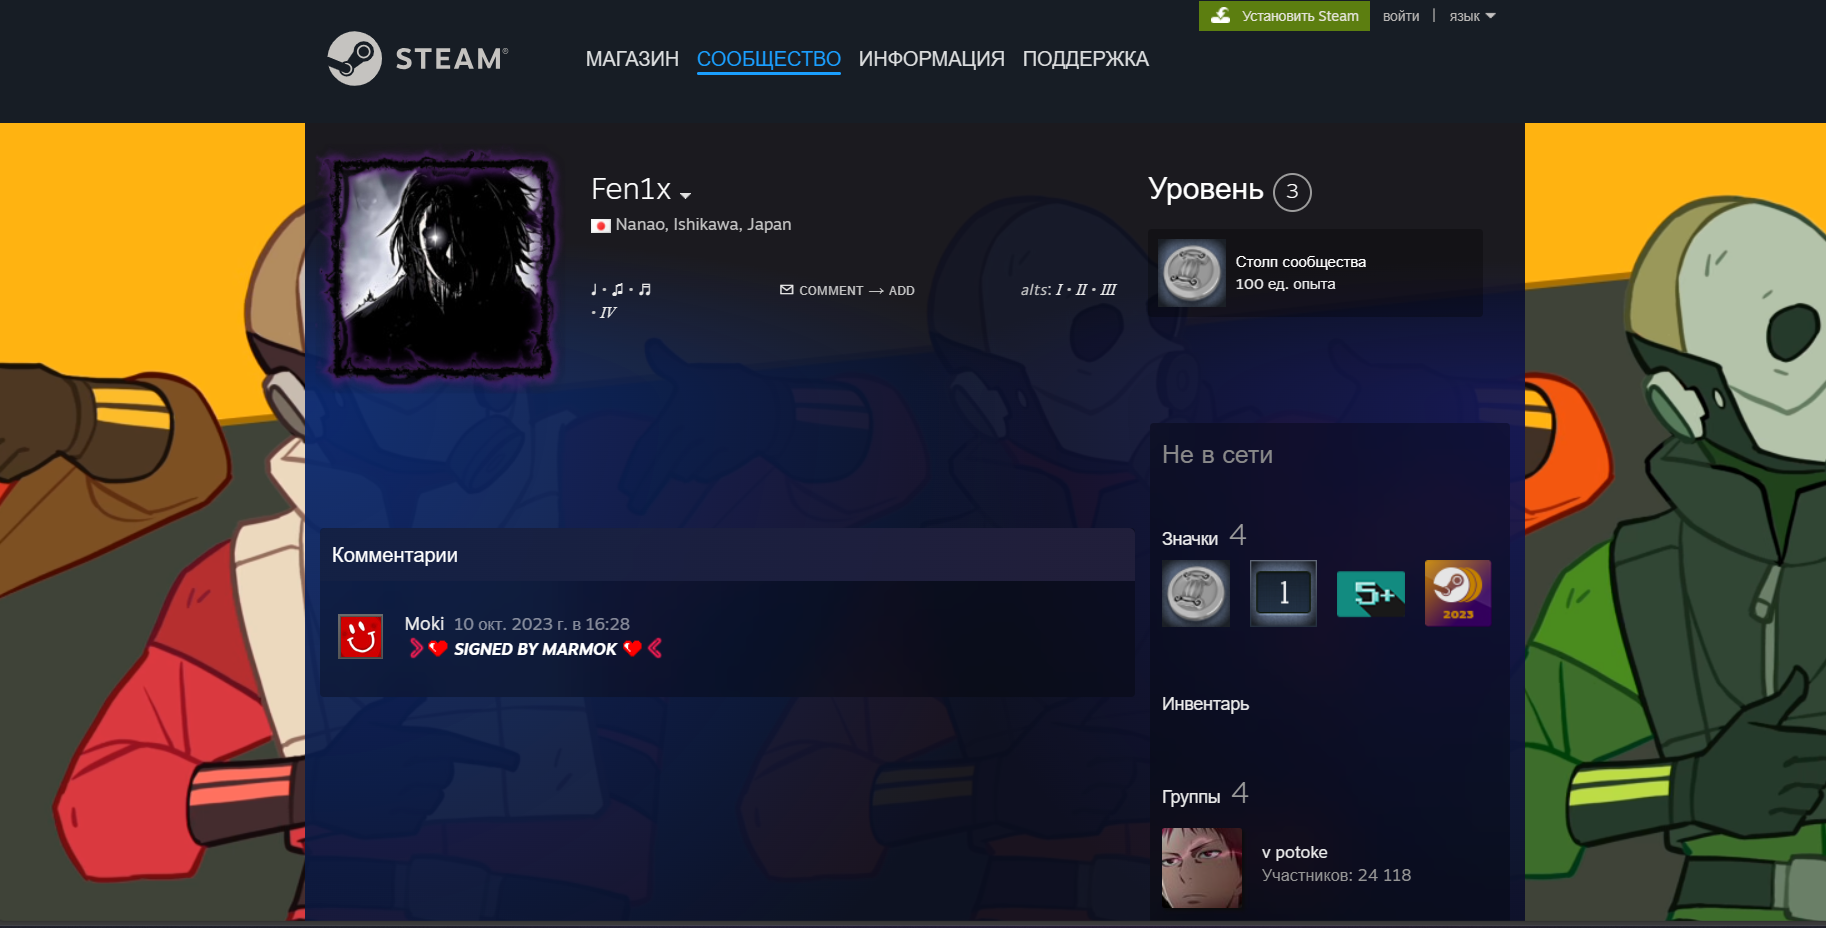 Установить Steam
войти | язык
STEAM®
МАГАЗИН СООБЩЕСТВО ИНФОРМАЦИЯ ПОДДЕРЖКА
Fen1x
Nanao, Ishikawa, Japan
♩ • ♫ • ♬
COMMENT → ADD
alts: I • II • III
• IV
Уровень 3
Столп сообщества
100 ед. опыта
Не в сети
Значки 4
1
5+
2023
Инвентарь
Группы 4
v potoke
Участников: 24 118
Комментарии
Moki 10 окт. 2023 г. в 16:28
SIGNED BY MARMOK